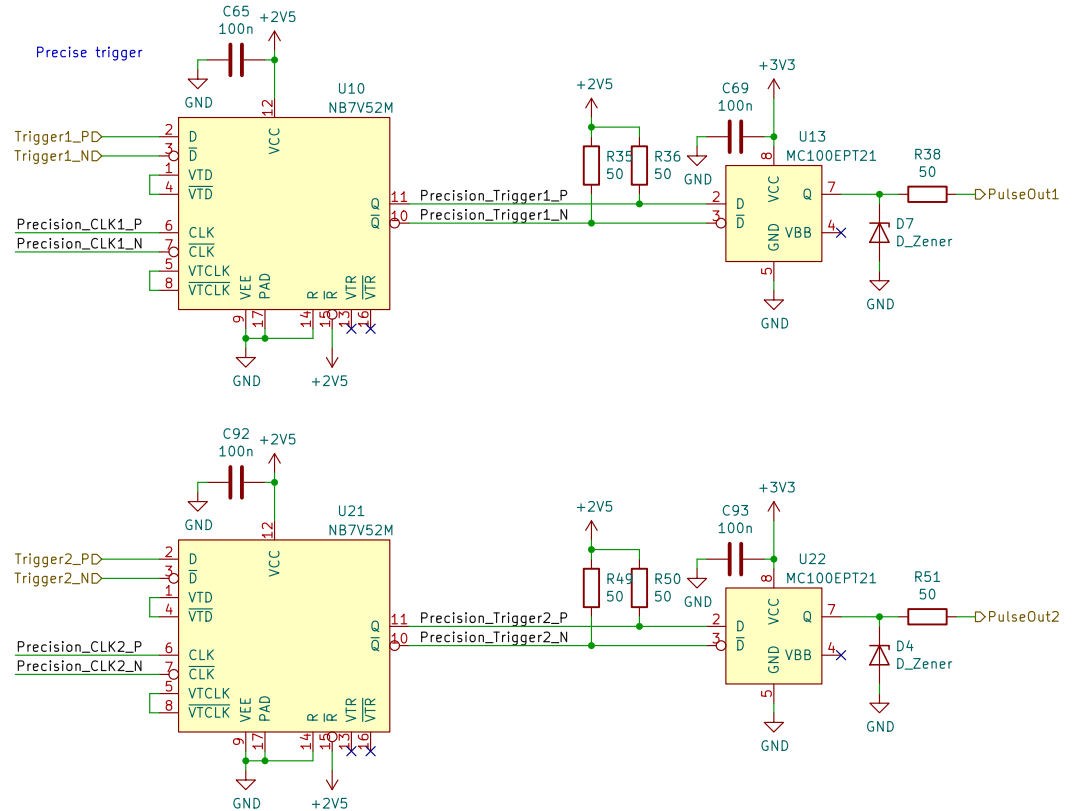 Precise trigger
C65
100n
+2V5
GND
U10
NB7V52M
12
VCC
Trigger1_P
Trigger1_N
2
3
1
4
D
D
VTD
VTD
Precision_CLK1_P
Precision_CLK1_N
6
7
5
8
CLK
CLK
VTCLK
VTCLK
VEE
PAD
R
R
VTR
VTR
9
17
14
15
13
16
GND
+2V5
Q
Q
11
10
Precision_Trigger1_P
Precision_Trigger1_N
+2V5
R35
50
R36
50
C69
100n
GND
+3V3
U13
MC100EPT21
8
VCC
2
3
D
D
GND
5
GND
Q
VBB
7
4
R38
50
PulseOut1
D7
D_Zener
GND
C92
100n
+2V5
GND
U21
NB7V52M
12
VCC
Trigger2_P
Trigger2_N
2
3
1
4
D
D
VTD
VTD
Precision_CLK2_P
Precision_CLK2_N
6
7
5
8
CLK
CLK
VTCLK
VTCLK
VEE
PAD
R
R
VTR
VTR
9
17
14
15
13
16
GND
+2V5
Q
Q
11
10
Precision_Trigger2_P
Precision_Trigger2_N
+2V5
R49
50
R50
50
C93
100n
GND
+3V3
U22
MC100EPT21
8
VCC
2
3
D
D
GND
5
GND
Q
VBB
7
4
R51
50
PulseOut2
D4
D_Zener
GND